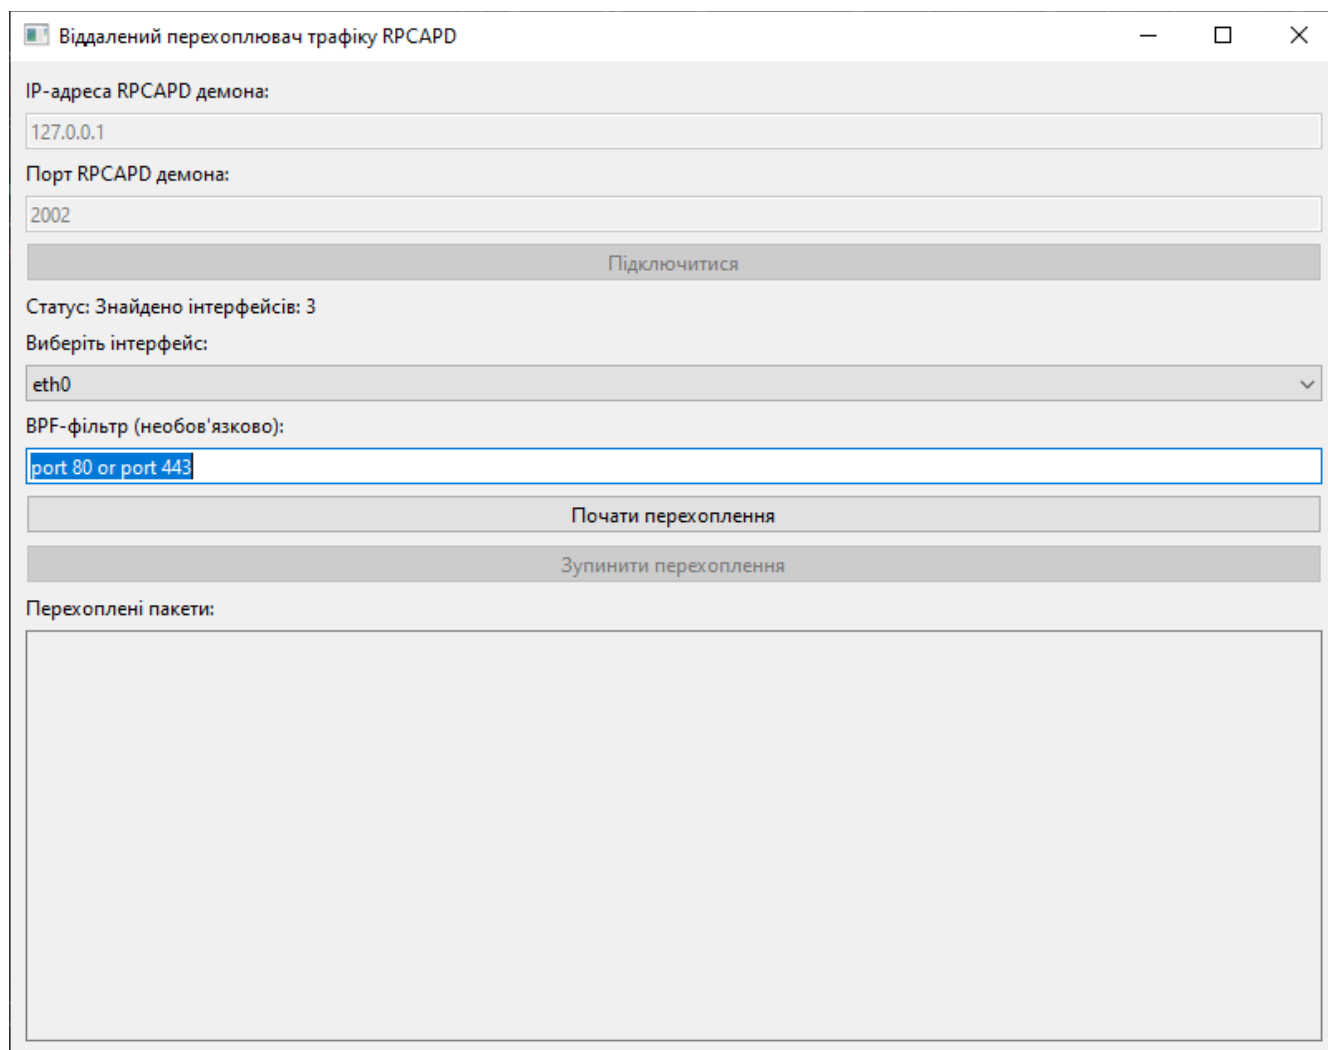 Віддалений перехоплювач трафіку RPCAPD
IP-адреса RPCAPD демона:
127.0.0.1
Порт RPCAPD демона:
2002
Підключитися
Статус: Знайдено інтерфейсів: 3
Виберіть інтерфейс:
eth0
BPF-фільтр (необов'язково):
port 80 or port 443
Почати перехоплення
Зупинити перехоплення
Перехоплені пакети: